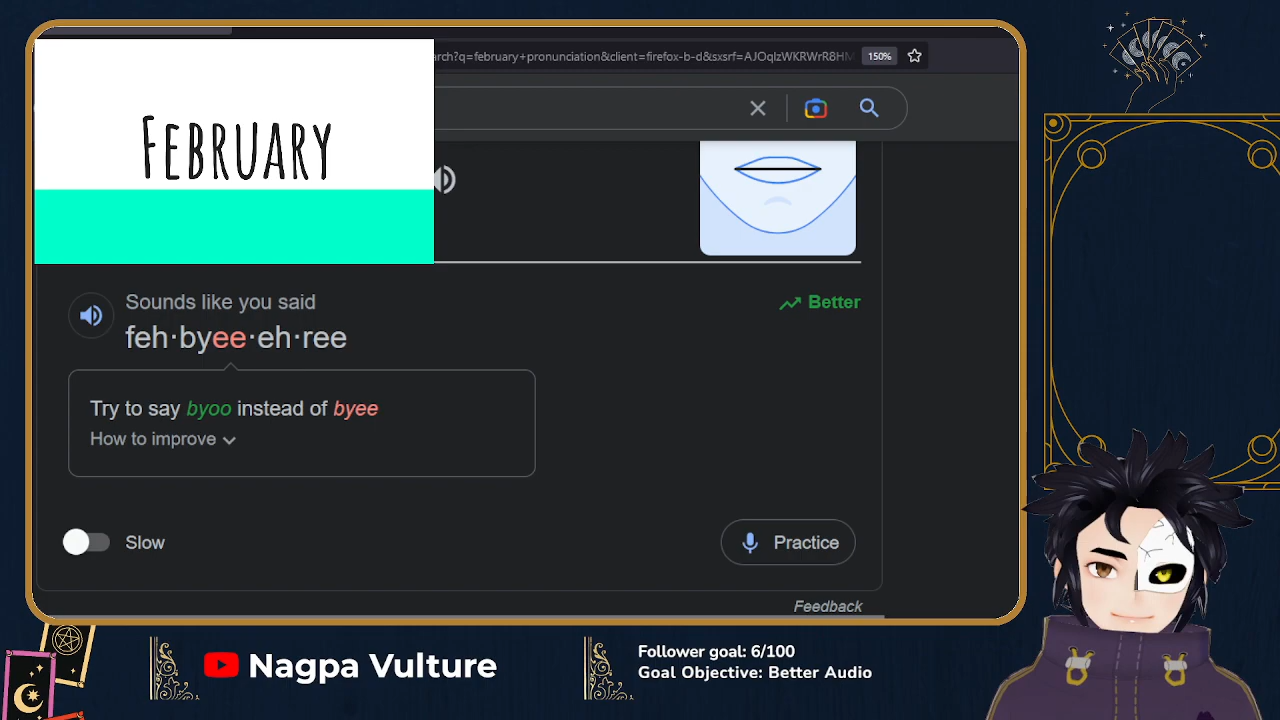 arch?q=february+pronunciation&client=firefox-b-d&sxsrf=AJOqlzWKRWrR8HM
150%
February
Sounds like you said
Better
feh·byee·eh·ree
Try to say byoo instead of byee
How to improve
Slow
Practice
Feedback
Nagpa Vulture
Follower goal: 6/100
Goal Objective: Better Audio